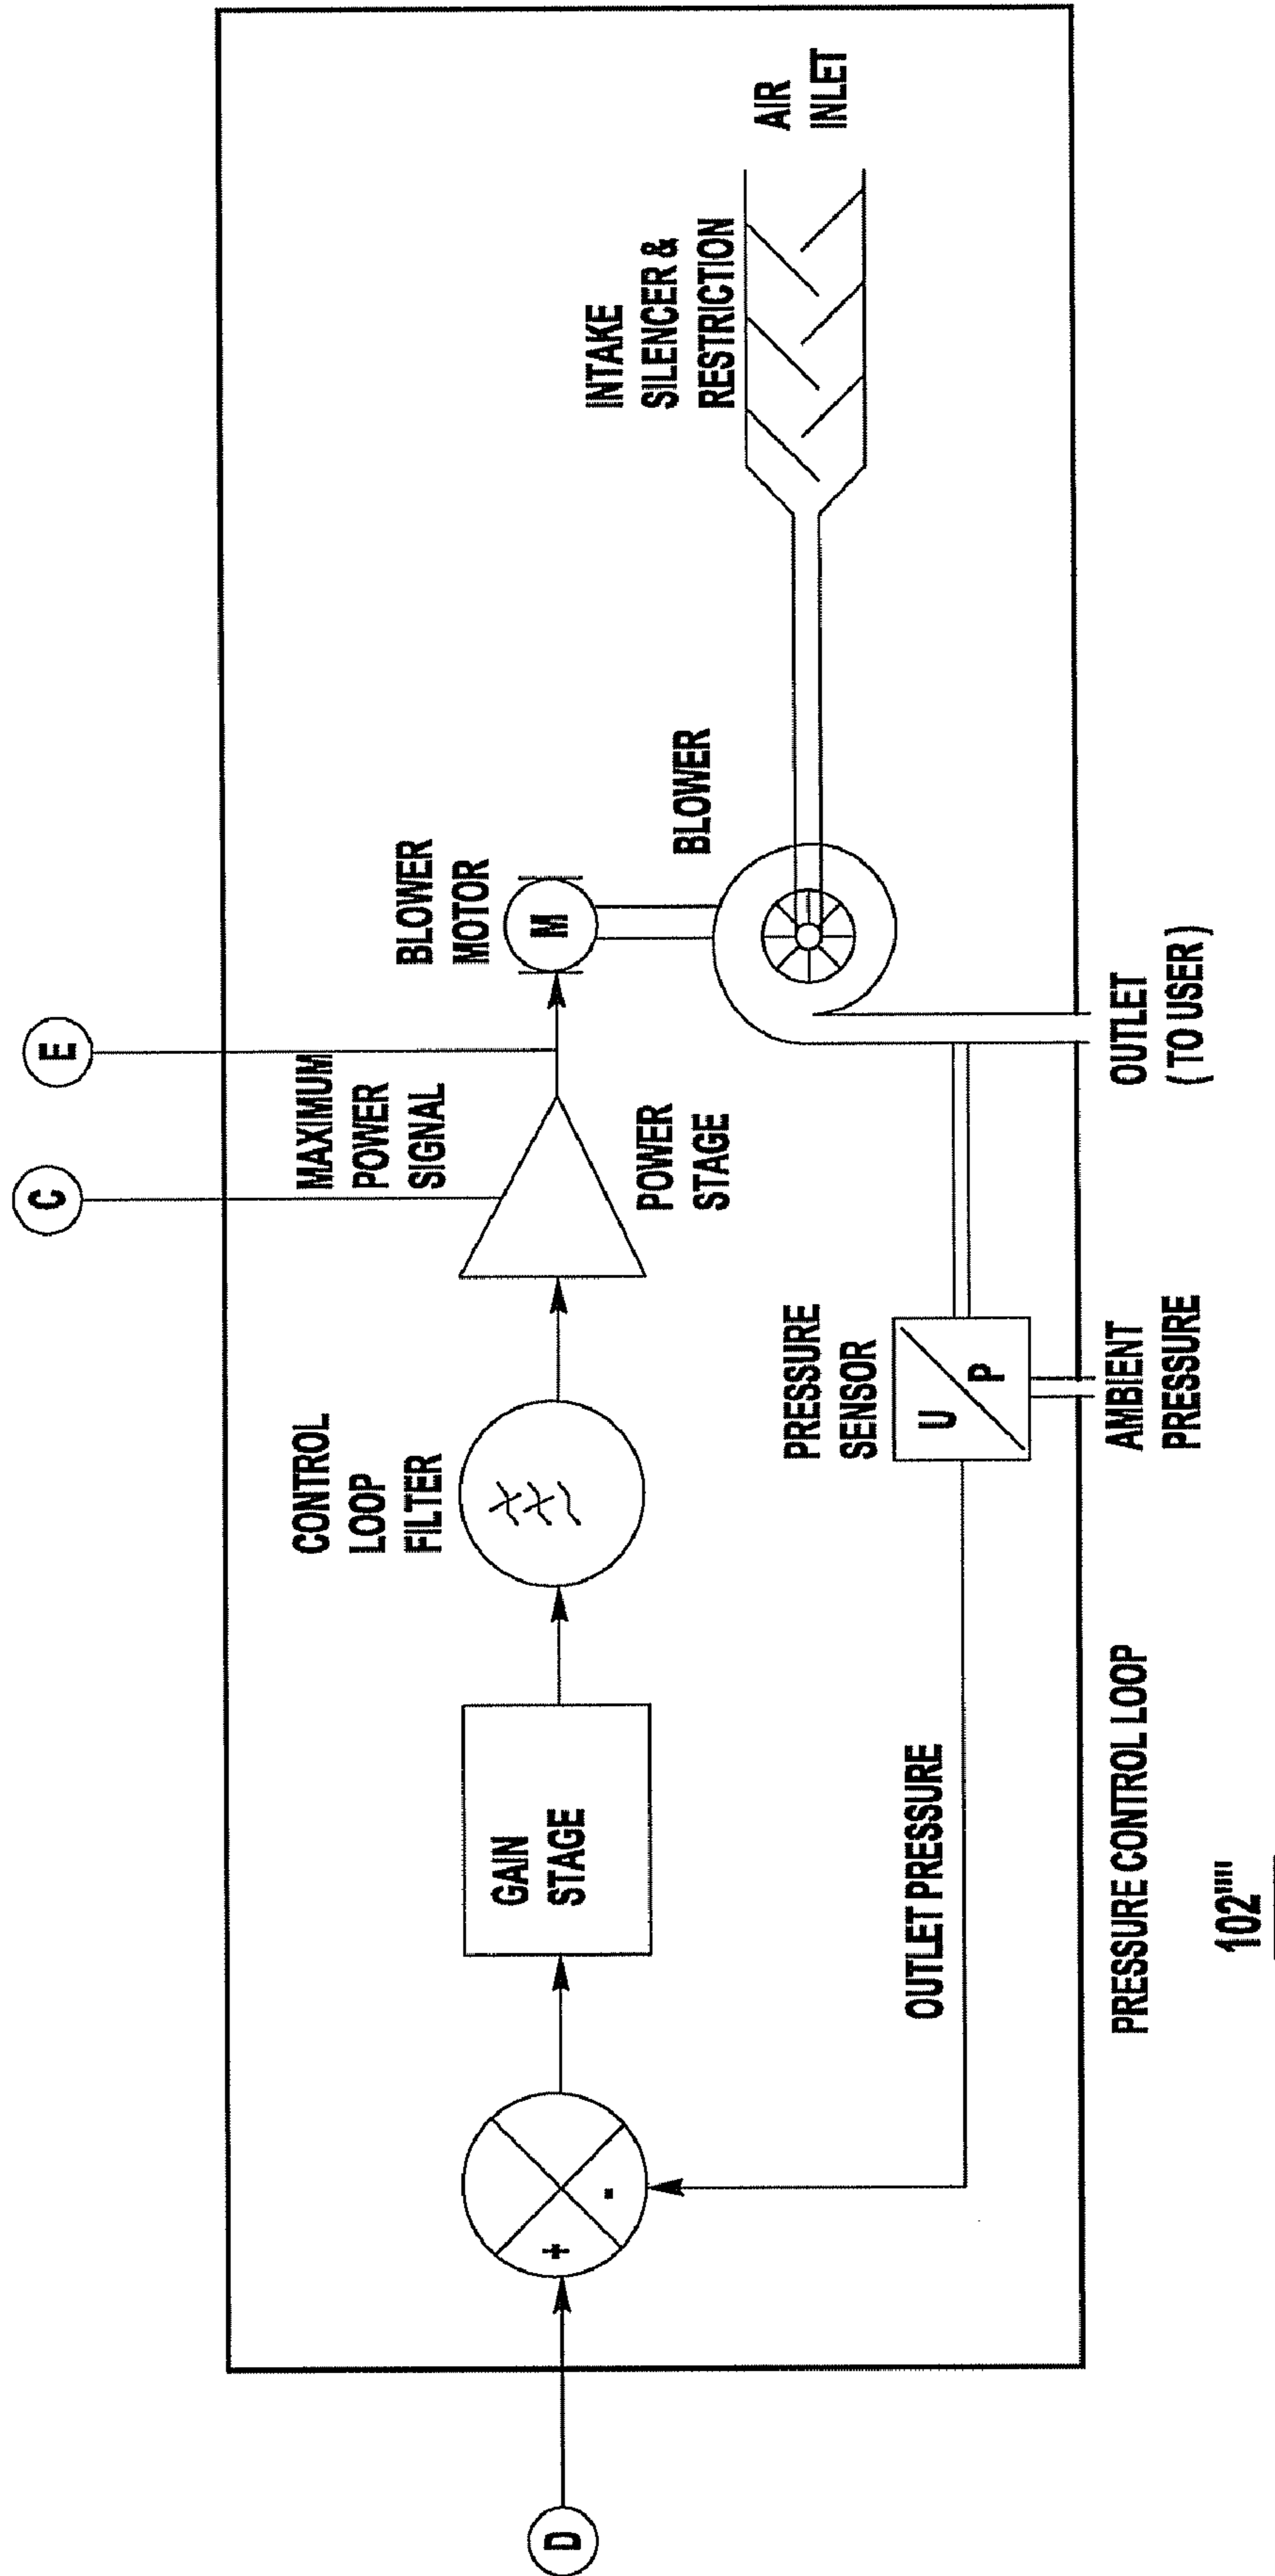 C
E
MAXIMUM
POWER
SIGNAL
CONTROL
LOOP
FILTER
BLOWER
MOTOR
D
+
-
GAIN
STAGE
M
POWER
STAGE
BLOWER
INTAKE
SILENCER &
RESTRICTION
AIR
INLET
PRESSURE
SENSOR
U
P
OUTLET PRESSURE
AMBIENT
PRESSURE
OUTLET
( TO USER )
PRESSURE CONTROL LOOP
102""